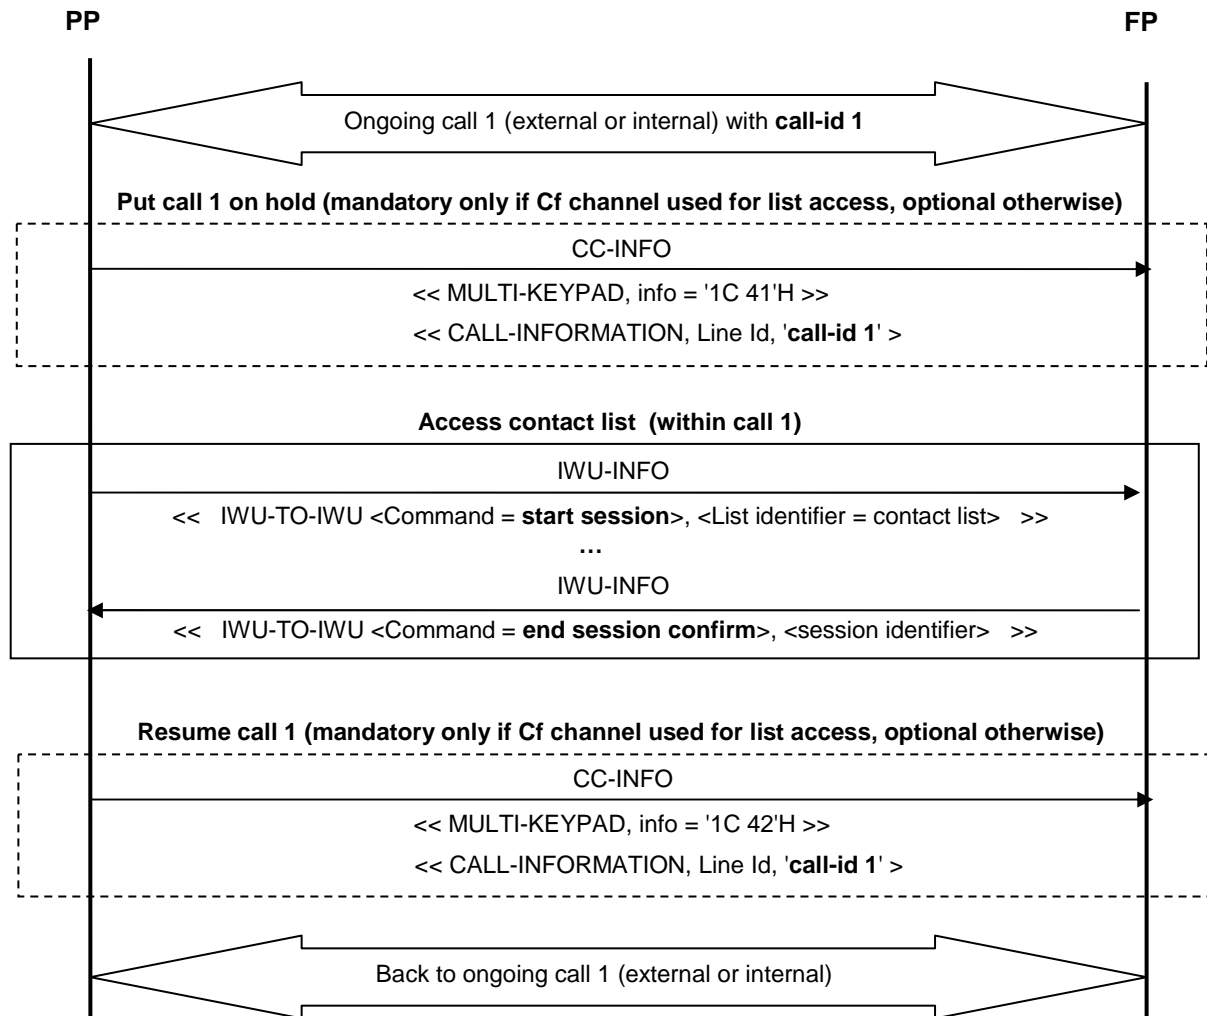 PP
FP
Ongoing call 1 (external or internal) with call-id 1
Put call 1 on hold (mandatory only if Cf channel used for list access, optional otherwise)
CC-INFO
<< MULTI-KEYPAD, info = '1C 41'H >>
<< CALL-INFORMATION, Line Id, 'call-id 1' >
Access contact list (within call 1)
IWU-INFO
<< IWU-TO-IWU <Command = start session>, <List identifier = contact list> >>
...
IWU-INFO
<< IWU-TO-IWU <Command = end session confirm>, <session identifier> >>
Resume call 1 (mandatory only if Cf channel used for list access, optional otherwise)
CC-INFO
<< MULTI-KEYPAD, info = '1C 42'H >>
<< CALL-INFORMATION, Line Id, 'call-id 1' >
Back to ongoing call 1 (external or internal)